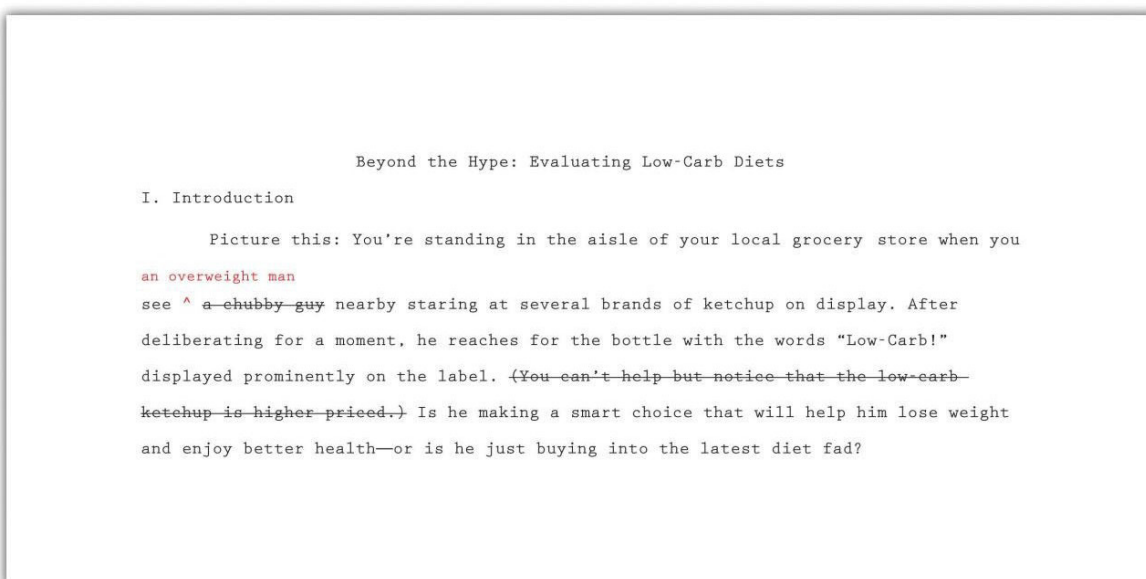 Beyond the Hype: Evaluating Low-Carb Diets
I. Introduction
Picture this: You're standing in the aisle of your local grocery store when you
an overweight man
see ^ a chubby guy nearby staring at several brands of ketchup on display. After
deliberating for a moment, he reaches for the bottle with the words “Low-Carb!”
displayed prominently on the label. (You can't help but notice that the low-carb
ketchup is higher priced.) Is he making a smart choice that will help him lose weight
and enjoy better health—or is he just buying into the latest diet fad?